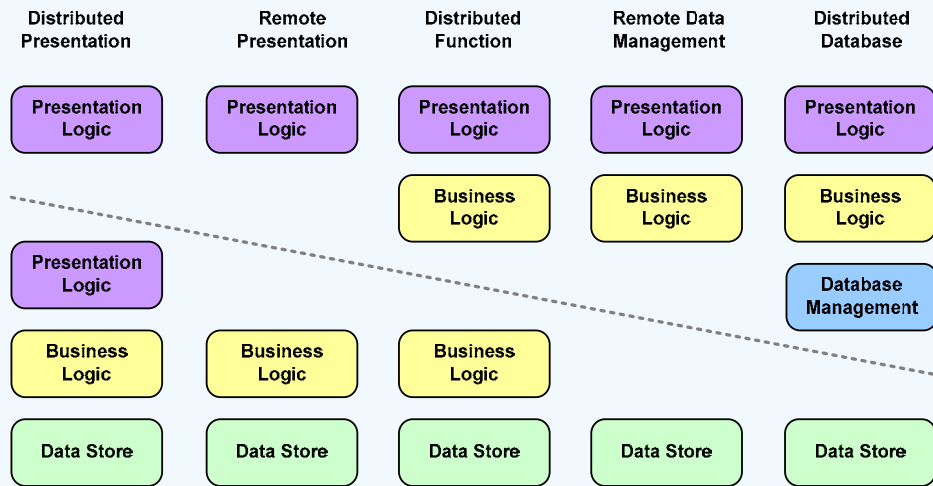 Distributed
Presentation
Remote
Presentation
Distributed
Function
Remote Data
Management
Distributed
Database
Presentation
Logic
Presentation
Logic
Presentation
Logic
Presentation
Logic
Presentation
Logic
Business
Logic
Business
Logic
Business
Logic
Presentation
Logic
Database
Management
Business
Logic
Business
Logic
Business
Logic
Data Store
Data Store
Data Store
Data Store
Data Store